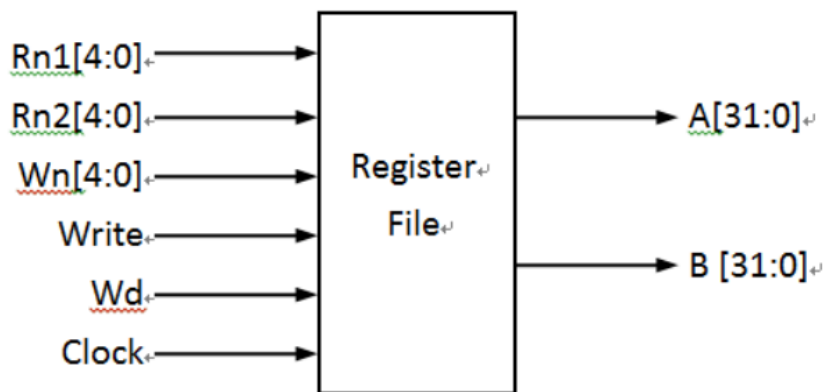 Rn1[4:0]
Rn2[4:0]
Wn[4:0]
Write
Wd
Clock
Register
File
A[31:0]
B [31:0]